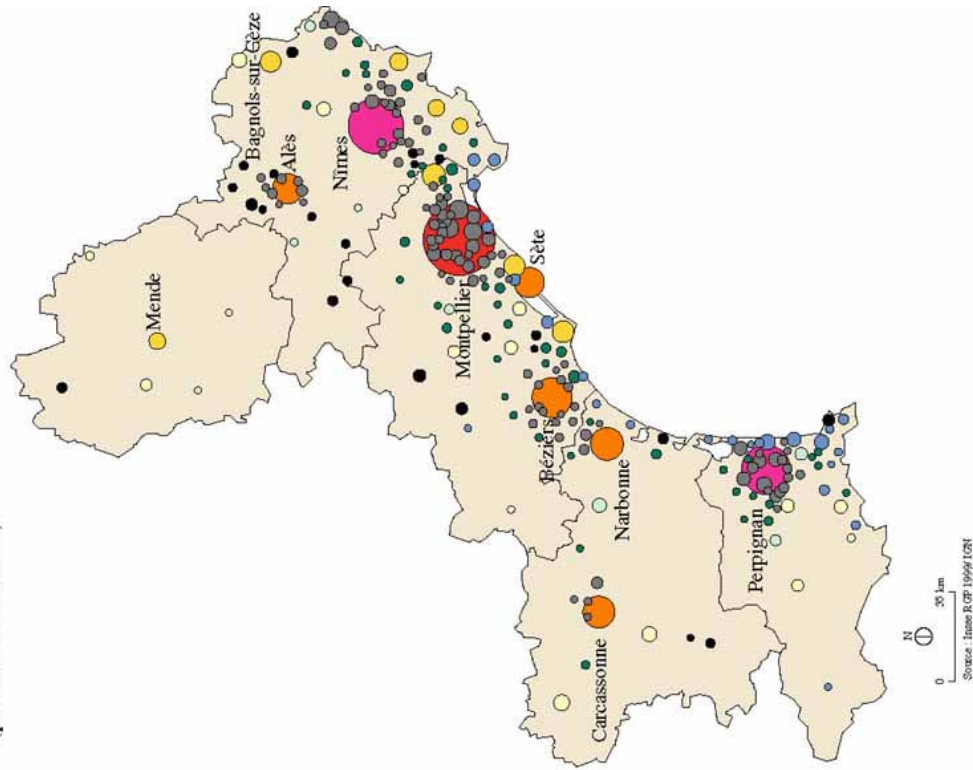 Bagnols-sur-Cèze
Alès
Nîmes
Mende
Montpellier
Sète
Béziers
Narbonne
Carcassonne
Perpignan
N
0 35 km
Source : Insee RGP 1999/IGN